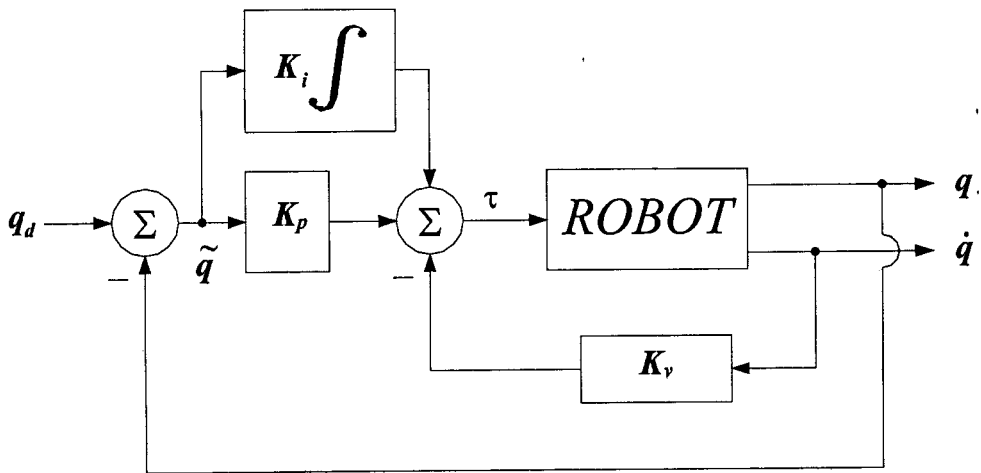 K_i ∫
q_d
Σ
K_p
Σ
τ
ROBOT
q
q̇
−
q̃
−
K_v